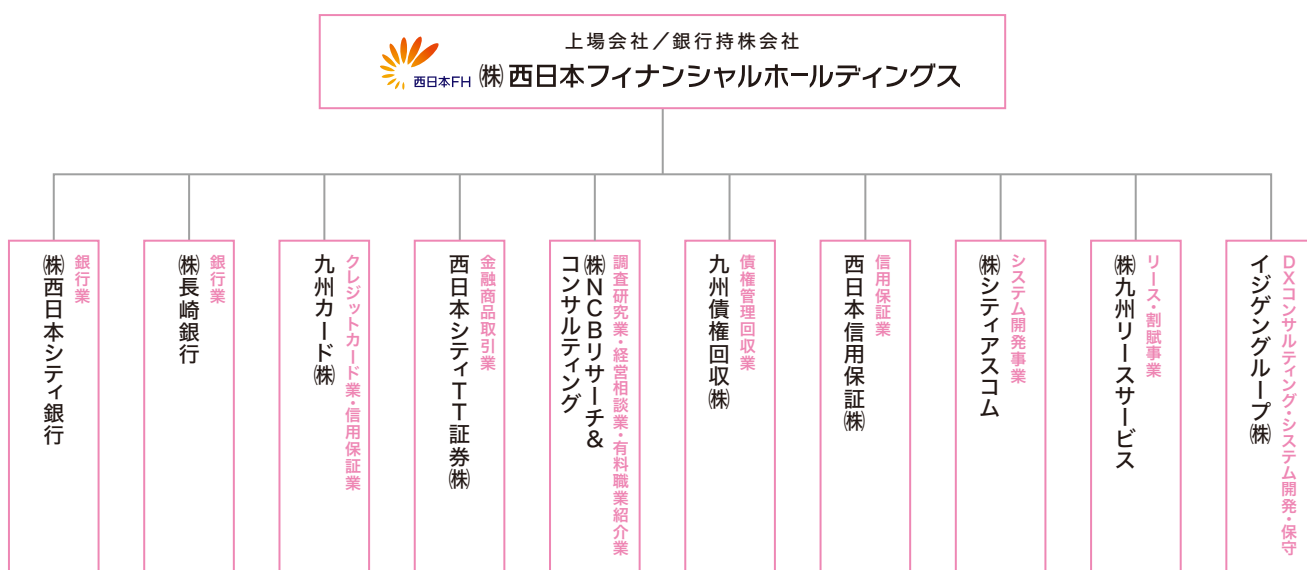 上場会社／銀行持株会社
西日本FH
㈱西日本フィナンシャルホールディングス
銀行業
㈱西日本シティ銀行
銀行業
㈱長崎銀行
クレジットカード業・信用保証業
九州カード㈱
金融商品取引業
西日本シティTT証券㈱
調査研究業・経営相談業・有料職業紹介業
㈱NCBリサーチ&
コンサルティング
債権管理回収業
九州債権回収㈱
信用保証業
西日本信用保証㈱
システム開発事業
㈱シティアスコム
リース・割賦事業
㈱九州リースサービス
DXコンサルティング・システム開発・保守
イジゲングループ㈱